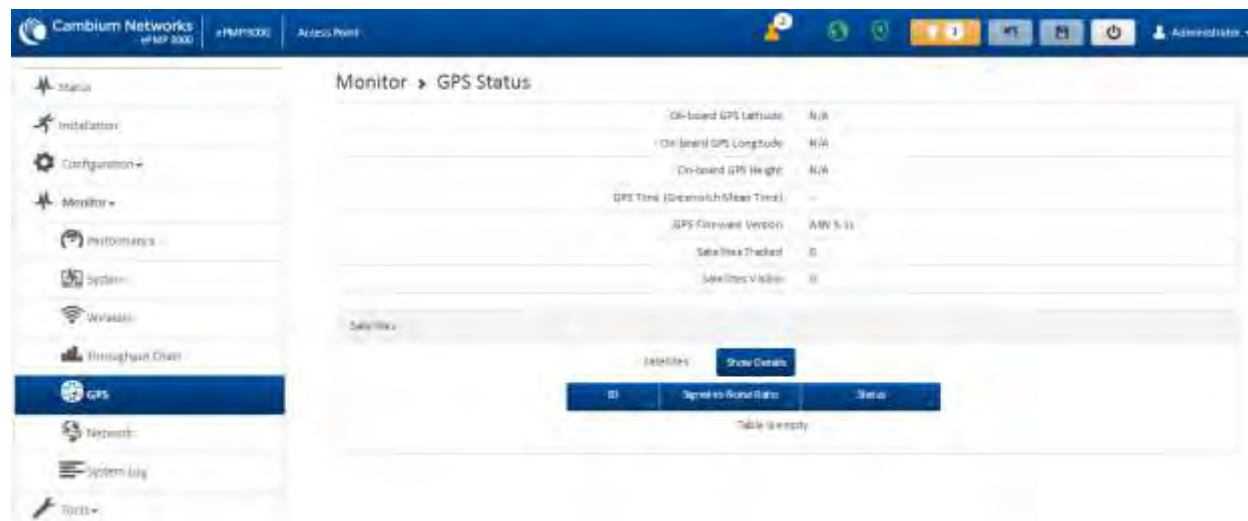 Cambium Networks
ePMP 3000
ePMP3000
Access Point
2
3
Administrator
Status
Installation
Configuration
Monitor
Performance
System
Wireless
Throughput Chart
GPS
Network
System Log
Tools
Monitor > GPS Status
On-board GPS Latitude N/A
On-board GPS Longitude N/A
On-board GPS Height N/A
GPS Time (Greenwich Mean Time) -
GPS Firmware Version
Satellites Tracked 0
Satellites Visible 0
Satellites
Satellites Show Details
ID Signal to Noise Ratio Status
Table is empty